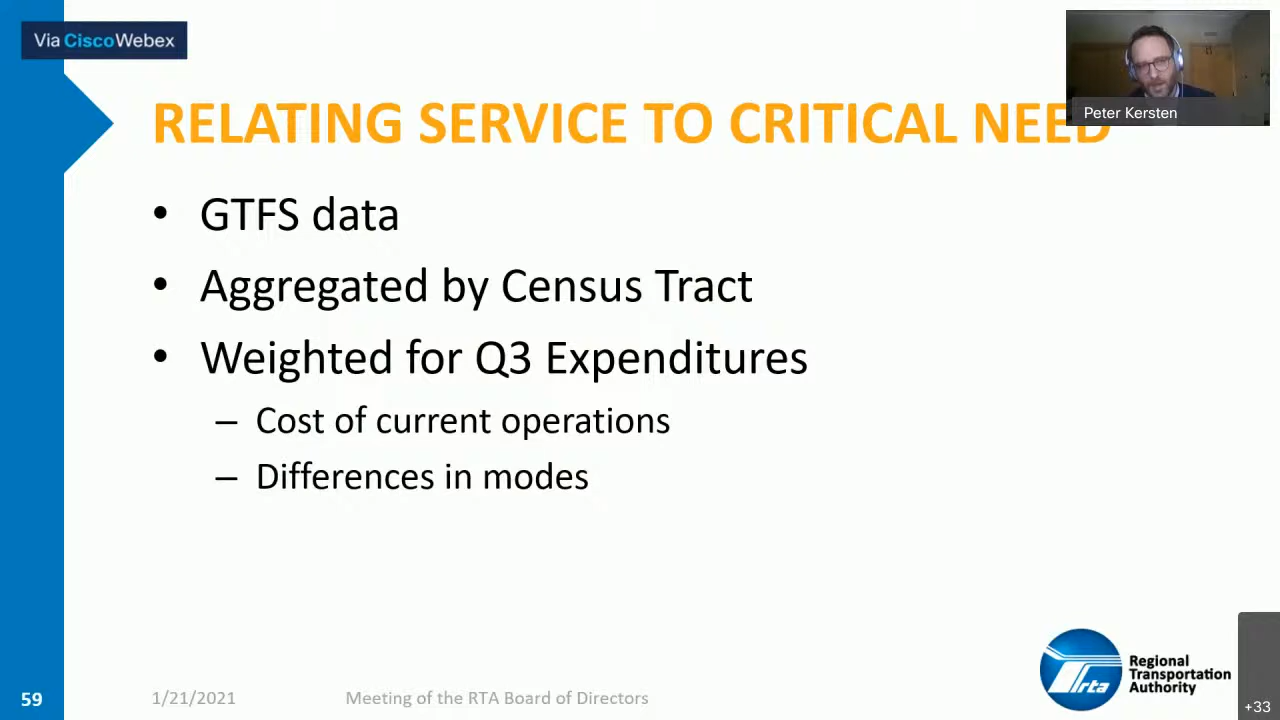 Via CiscoWebex
RELATING SERVICE TO CRITICAL NEED
Peter Kersten
• GTFS data
• Aggregated by Census Tract
• Weighted for Q3 Expenditures
– Cost of current operations
– Differences in modes
rta
Regional
Transportation
Authority
59
1/21/2021
Meeting of the RTA Board of Directors
+33